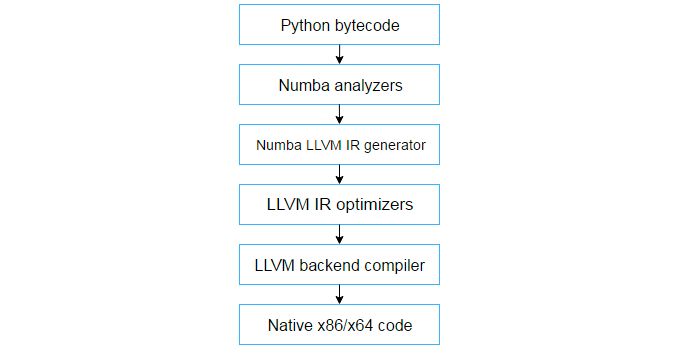 Python bytecode
Numba analyzers
Numba LLVM IR generator
LLVM IR optimizers
LLVM backend compiler
Native x86/x64 code